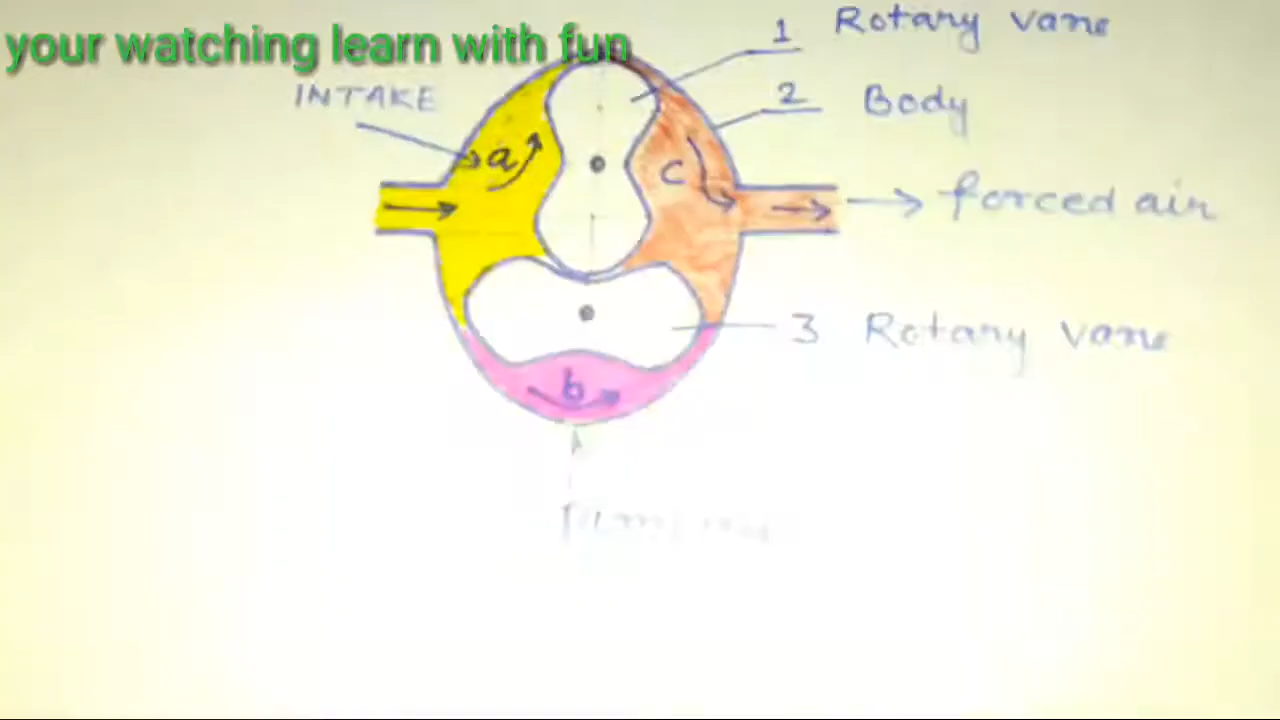 your watching learn with fun
1 Rotary vane
INTAKE
2 Body
a
c
forced air
3 Rotary vane
b